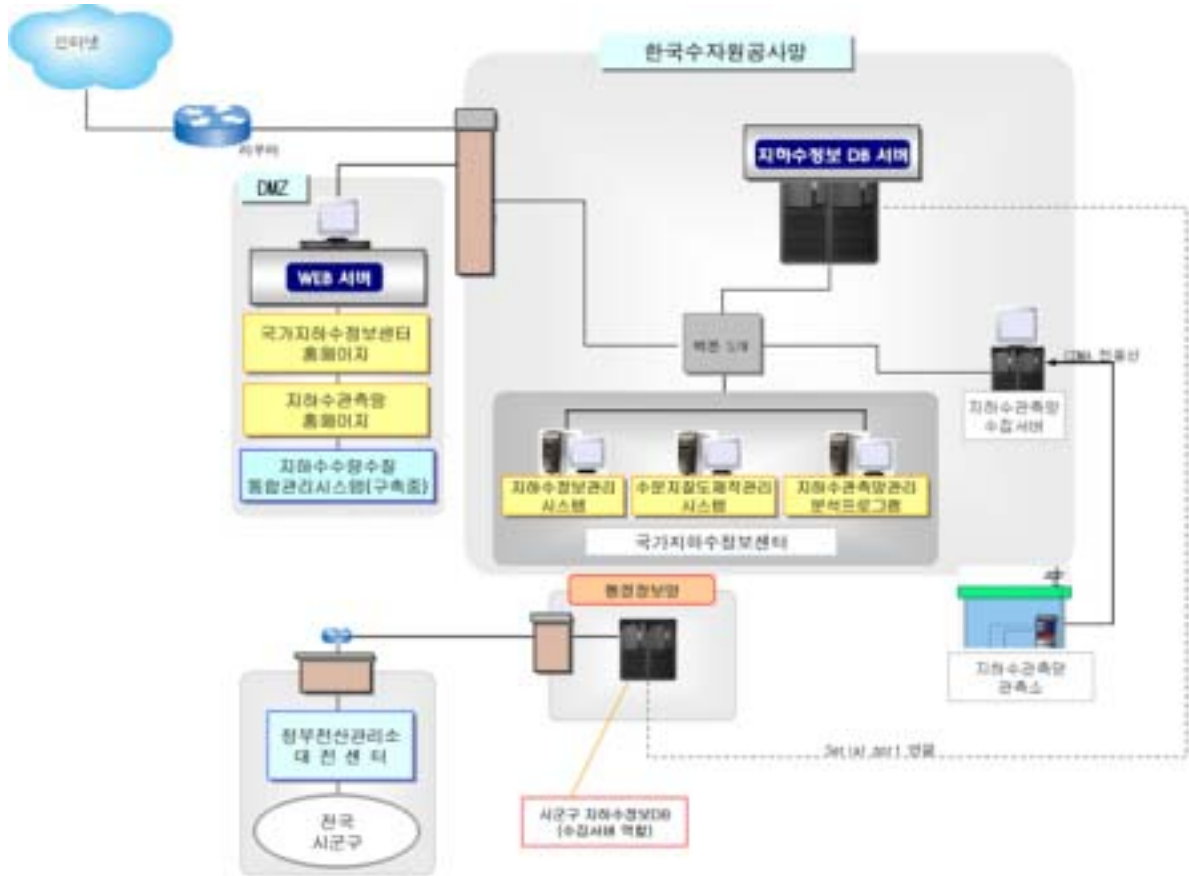 인터넷
한국수자원공사망
라우터
지하수정보 DB 서버
DMZ
WEB 서버
국가지하수정보센터
홈페이지
지하수관측망
홈페이지
지하수수량수질
통합관리시스템(구축중)
백본 S/W
CDMA 전용선
지하수관측망
수집서버
지하수정보관리
시스템
수문지질도제작관리
시스템
지하수관측망관리
분석프로그램
국가지하수정보센터
행정정보망
지하수관측망
관측소
정부전산관리소
대 전 센 터
전국
시군구
Serial port 연결
시군구 지하수정보DB
(수집서버 역할)